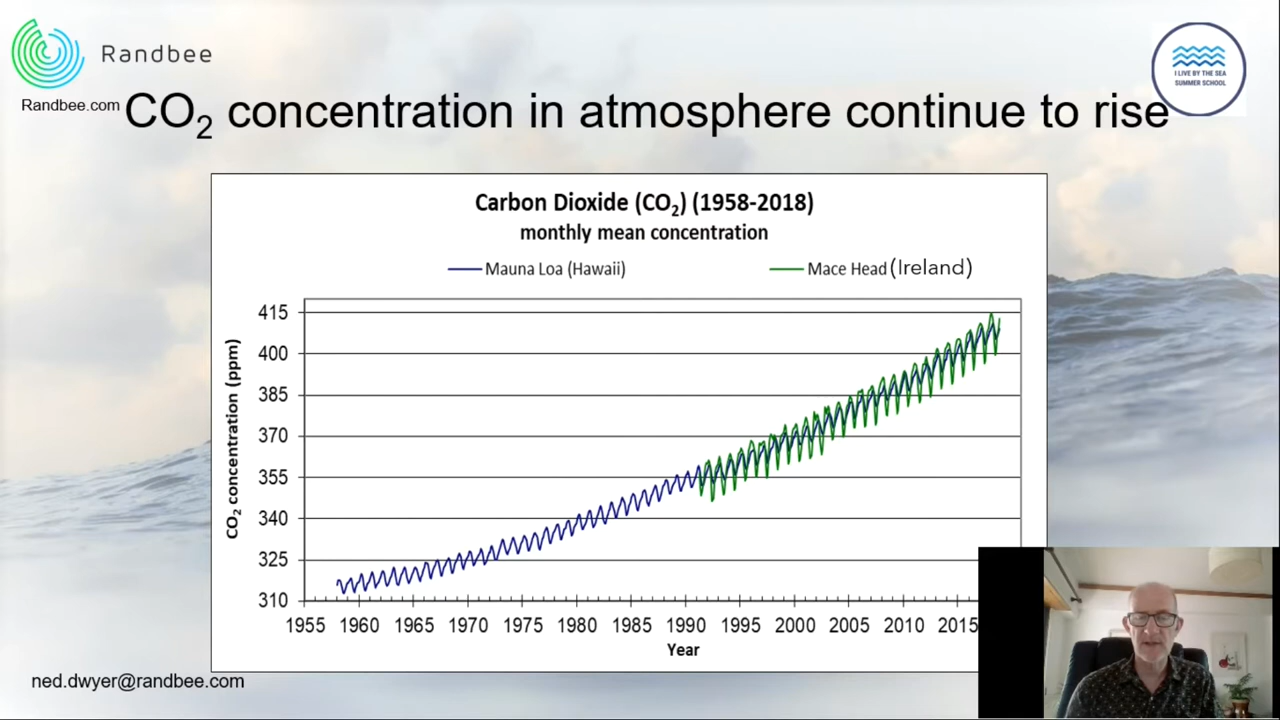 Randbee
Randbee.com
I LIVE BY THE SEA
SUMMER SCHOOL
CO₂ concentration in atmosphere continue to rise
Carbon Dioxide (CO₂) (1958-2018)
monthly mean concentration
Mauna Loa (Hawaii)
Mace Head (Ireland)
CO₂ concentration (ppm)
415
400
385
370
355
340
325
310
1955 1960 1965 1970 1975 1980 1985 1990 1995 2000 2005 2010 2015
Year
ned.dwyer@randbee.com